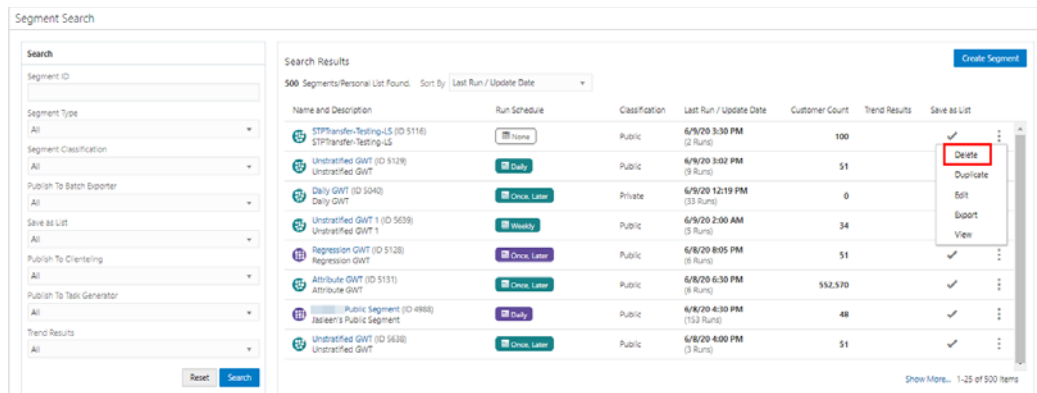 Segment Search
Search
Segment ID
Segment Type
All
Segment Classification
All
Publish To Batch Exporter
All
Save as List
All
Publish To Clienteling
All
Publish To Task Generator
All
Trend Results
All
Reset Search
Search Results
Create Segment
500 Segments/Personal List Found. Sort By Last Run / Update Date
Name and Description Run Schedule Classification Last Run / Update Date Customer Count Trend Results Save as List
STPTransfer-Testing-LS (ID 5116) None Public 6/9/20 3:30 PM 100
STPTransfer-Testing-LS (2 Runs)
Unstratified GWT (ID 5129) Daily Public 6/9/20 3:02 PM 51
Unstratified GWT (9 Runs)
Daily GWT (ID 5040) Once, Later Private 6/9/20 12:19 PM 0
Daily GWT (33 Runs)
Unstratified GWT 1 (ID 5639) Weekly Public 6/9/20 2:00 AM 34
Unstratified GWT 1 (5 Runs)
Regression GWT (ID 5128) Once, Later Public 6/8/20 8:05 PM 51
Regression GWT (6 Runs)
Attribute GWT (ID 5131) Once, Later Public 6/8/20 6:30 PM 552,570
Attribute GWT (6 Runs)
Public Segment (ID 4988) Daily Public 6/8/20 4:30 PM 48
Jasleen's Public Segment (153 Runs)
Unstratified GWT (ID 5638) Once, Later Public 6/8/20 4:00 PM 51
Unstratified GWT (3 Runs)
Delete
Duplicate
Edit
Export
View
Show More... 1-25 of 500 items